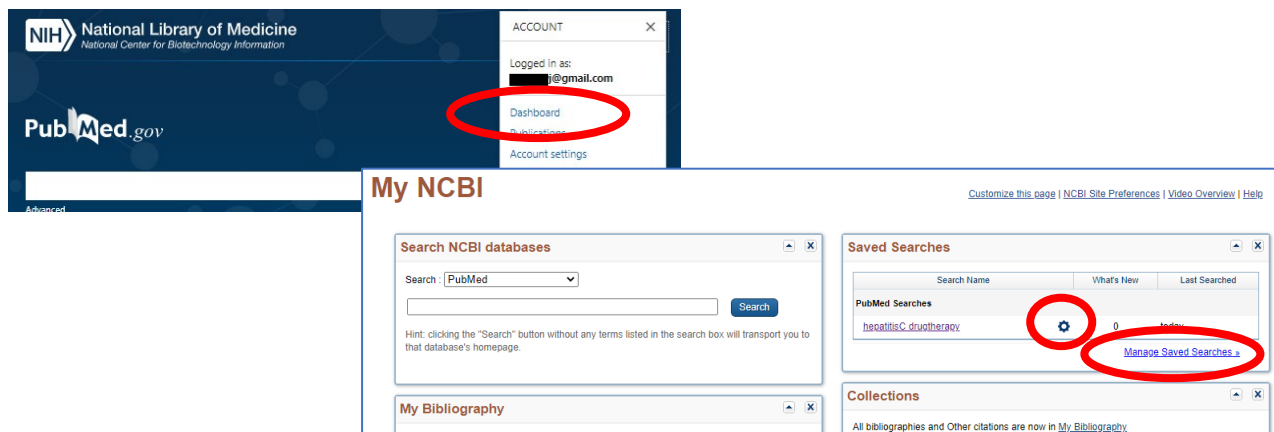 NIH National Library of Medicine
National Center for Biotechnology Information
ACCOUNT
Logged in as:
j@gmail.com
Dashboard
Publications
Account settings
PubMed.gov
Advanced
My NCBI
Customize this page | NCBI Site Preferences | Video Overview | Help
Search NCBI databases
Search : PubMed
Search
Hint: clicking the "Search" button without any terms listed in the search box will transport you to
that database's homepage.
My Bibliography
Saved Searches
Search Name What's New Last Searched
PubMed Searches
hepatitisC drugtherapy 0 today
Manage Saved Searches »
Collections
All bibliographies and Other citations are now in My Bibliography